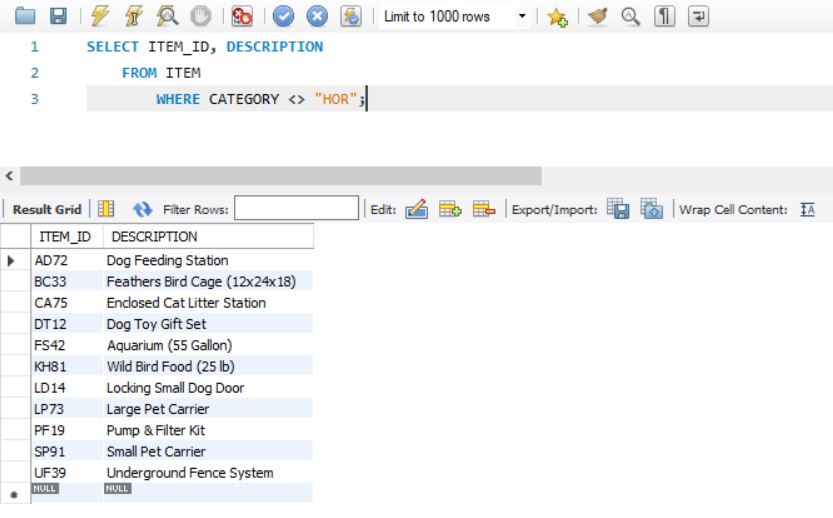 Limit to 1000 rows
1 SELECT ITEM_ID, DESCRIPTION
2 FROM ITEM
3 WHERE CATEGORY <> "HOR";
Result Grid Filter Rows: Edit: Export/Import: Wrap Cell Content: IA
ITEM_ID DESCRIPTION
AD72 Dog Feeding Station
BC33 Feathers Bird Cage (12x24x18)
CA75 Enclosed Cat Litter Station
DT12 Dog Toy Gift Set
FS42 Aquarium (55 Gallon)
KH81 Wild Bird Food (25 lb)
LD14 Locking Small Dog Door
LP73 Large Pet Carrier
PF19 Pump & Filter Kit
SP91 Small Pet Carrier
UF39 Underground Fence System
NULL NULL